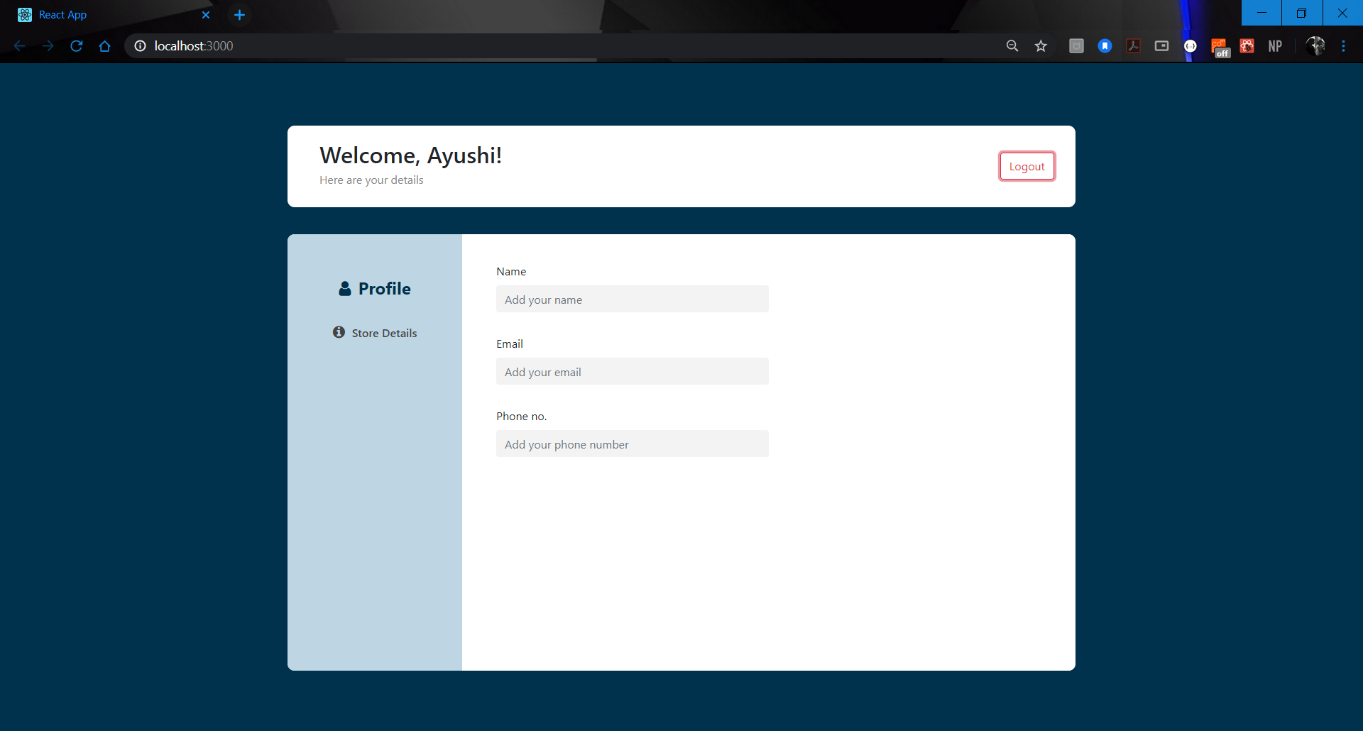 React App
localhost:3000
off
NP
Welcome, Ayushi!
Here are your details
Logout
Profile
Store Details
Name
Add your name
Email
Add your email
Phone no.
Add your phone number